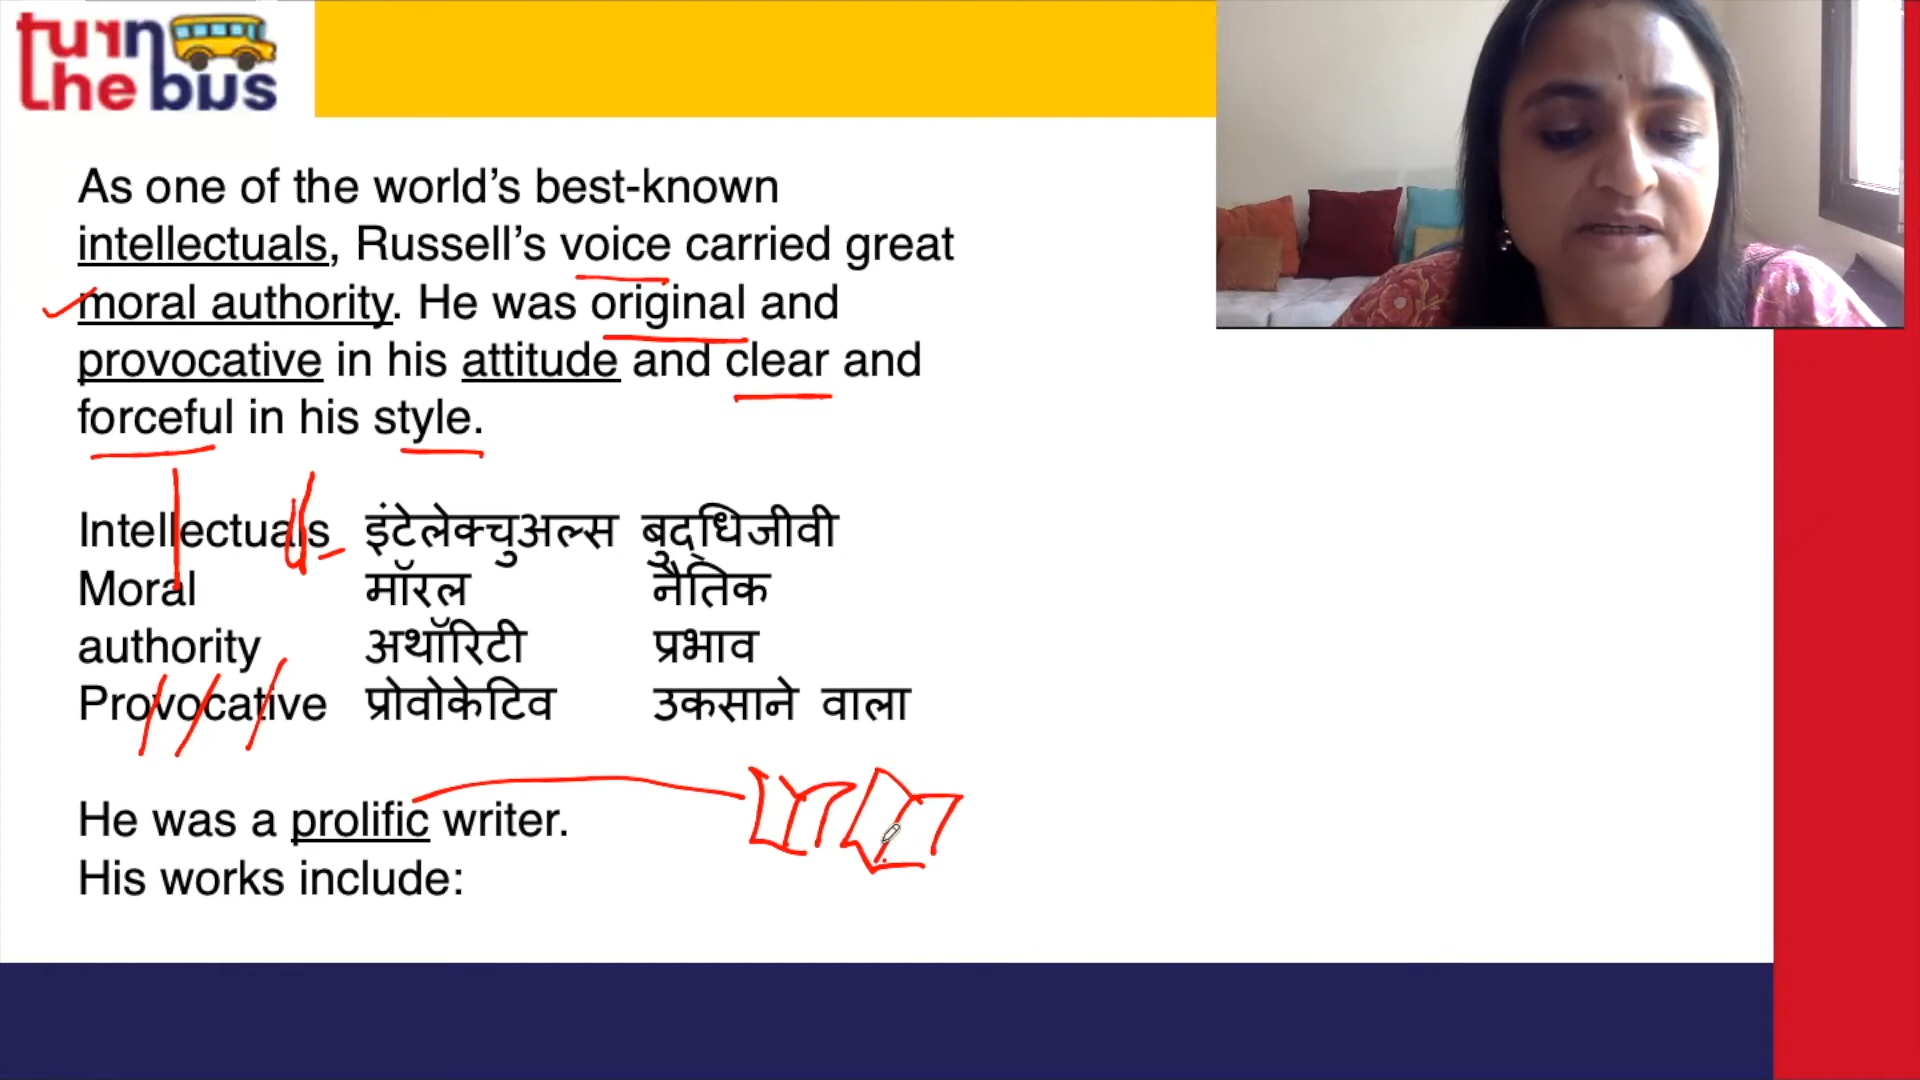 turn
the bus
As one of the world’s best-known
intellectuals, Russell’s voice carried great
moral authority. He was original and
provocative in his attitude and clear and
forceful in his style.
Intellectuals इंटेलेक्चुअल्स बुद्धिजीवी
Moral मॉरल नैतिक
authority अथॉरिटी प्रभाव
Provocative प्रोवोकेटिव उकसाने वाला
He was a prolific writer.
His works include: